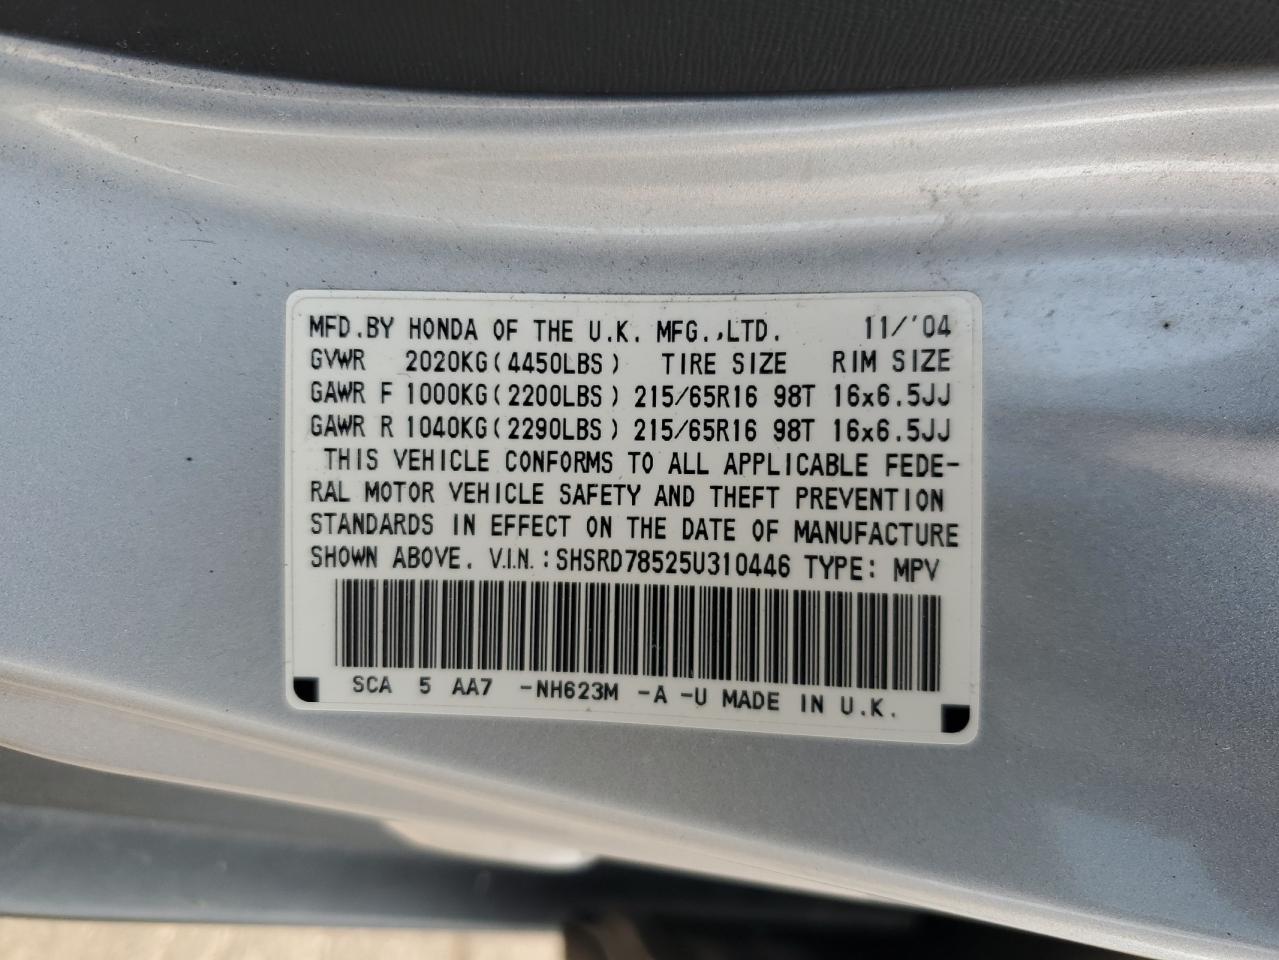 MFD.BY HONDA OF THE U.K. MFG.,LTD. 11/'04
GVWR 2020KG(4450LBS) TIRE SIZE RIM SIZE
GAWR F 1000KG(2200LBS) 215/65R16 98T 16x6.5JJ
GAWR R 1040KG(2290LBS) 215/65R16 98T 16x6.5JJ
THIS VEHICLE CONFORMS TO ALL APPLICABLE FEDE-
RAL MOTOR VEHICLE SAFETY AND THEFT PREVENTION
STANDARDS IN EFFECT ON THE DATE OF MANUFACTURE
SHOWN ABOVE. V.I.N.:SHSRD78525U310446 TYPE: MPV
SCA 5 AA7 -NH623M -A -U MADE IN U.K.